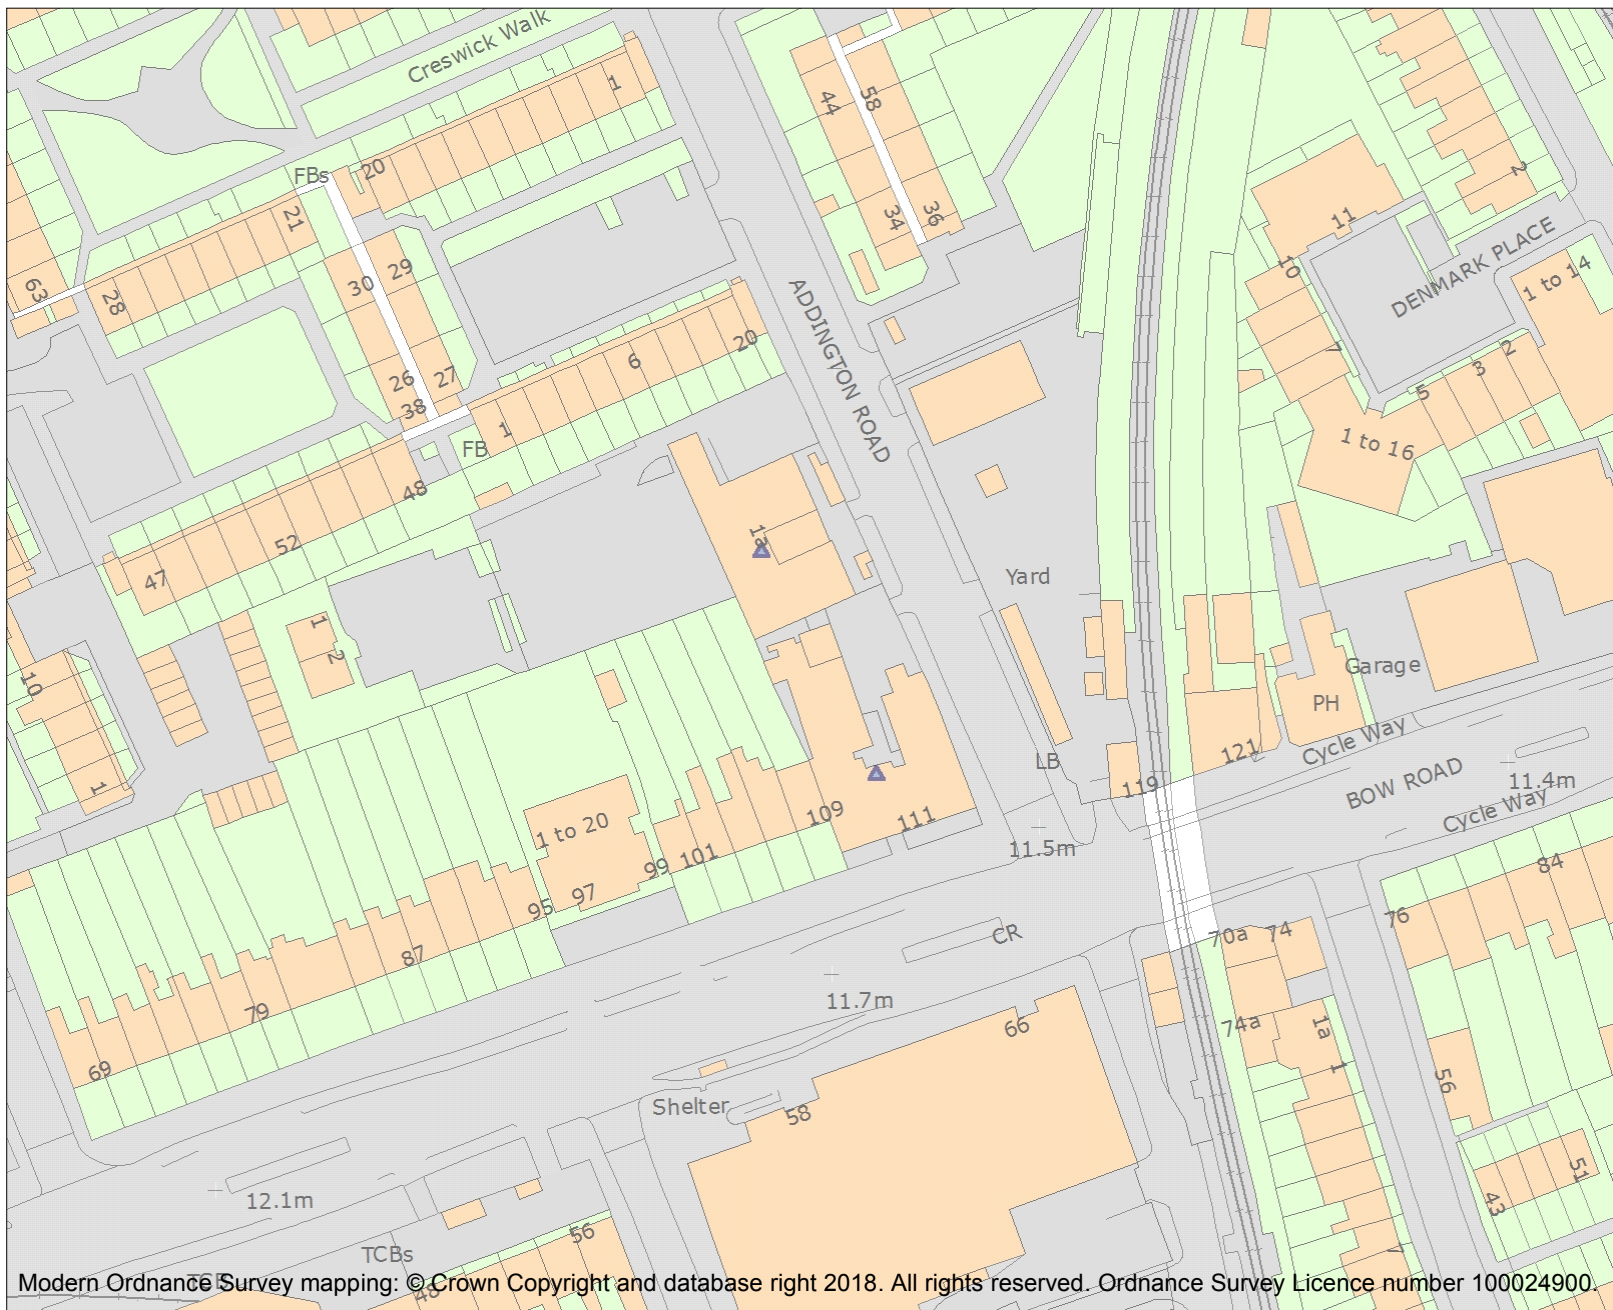 Creswick Walk
1
20
FBs
21
44
58
34
36
2
11
10
DENMARK PLACE
1 to 14
63
28
29
30
26
27
38
6
20
ADDINGTON ROAD
7
5
3
2
1
FB
1 to 16
48
52
47
1a
Yard
1
2
10
1
Garage
PH
LB
121
Cycle Way
119
BOW ROAD
11.4m
Cycle Way
109
111
1 to 20
99
101
11.5m
95
97
87
79
69
84
76
CR
70a
74
11.7m
66
74a
1a
1
56
Shelter
58
12.1m
51
43
56
TCBs
7
TCB
48
Modern Ordnance Survey mapping: © Crown Copyright and database right 2018. All rights reserved. Ordnance Survey Licence number 100024900.